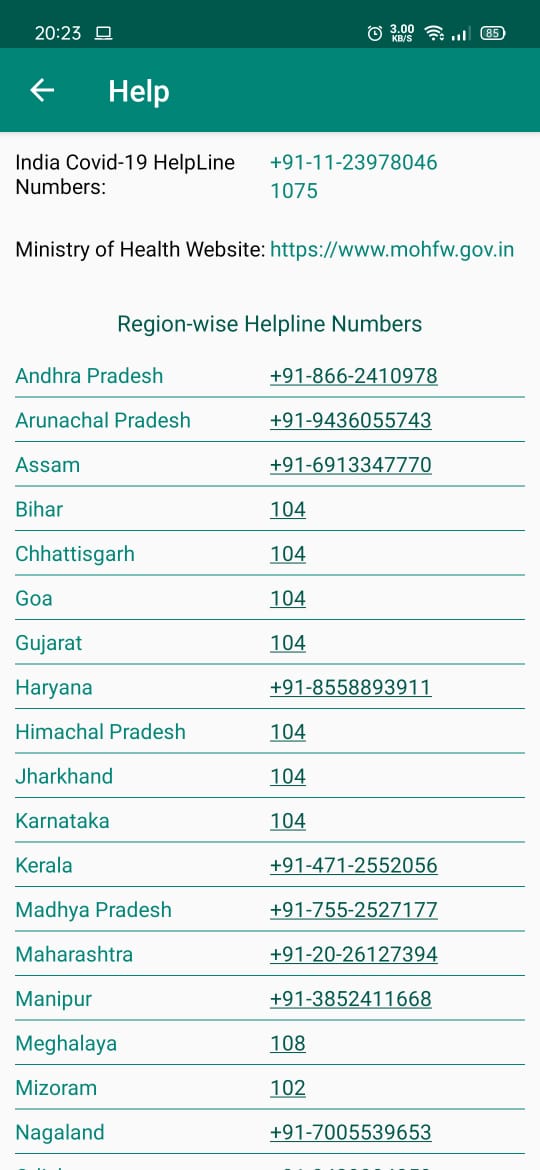 20:23 3.00 KB/S 85
Help
India Covid-19 HelpLine +91-11-23978046
Numbers: 1075
Ministry of Health Website: https://www.mohfw.gov.in
Region-wise Helpline Numbers
Andhra Pradesh +91-866-2410978
Arunachal Pradesh +91-9436055743
Assam +91-6913347770
Bihar 104
Chhattisgarh 104
Goa 104
Gujarat 104
Haryana +91-8558893911
Himachal Pradesh 104
Jharkhand 104
Karnataka 104
Kerala +91-471-2552056
Madhya Pradesh +91-755-2527177
Maharashtra +91-20-26127394
Manipur +91-3852411668
Meghalaya 108
Mizoram 102
Nagaland +91-7005539653